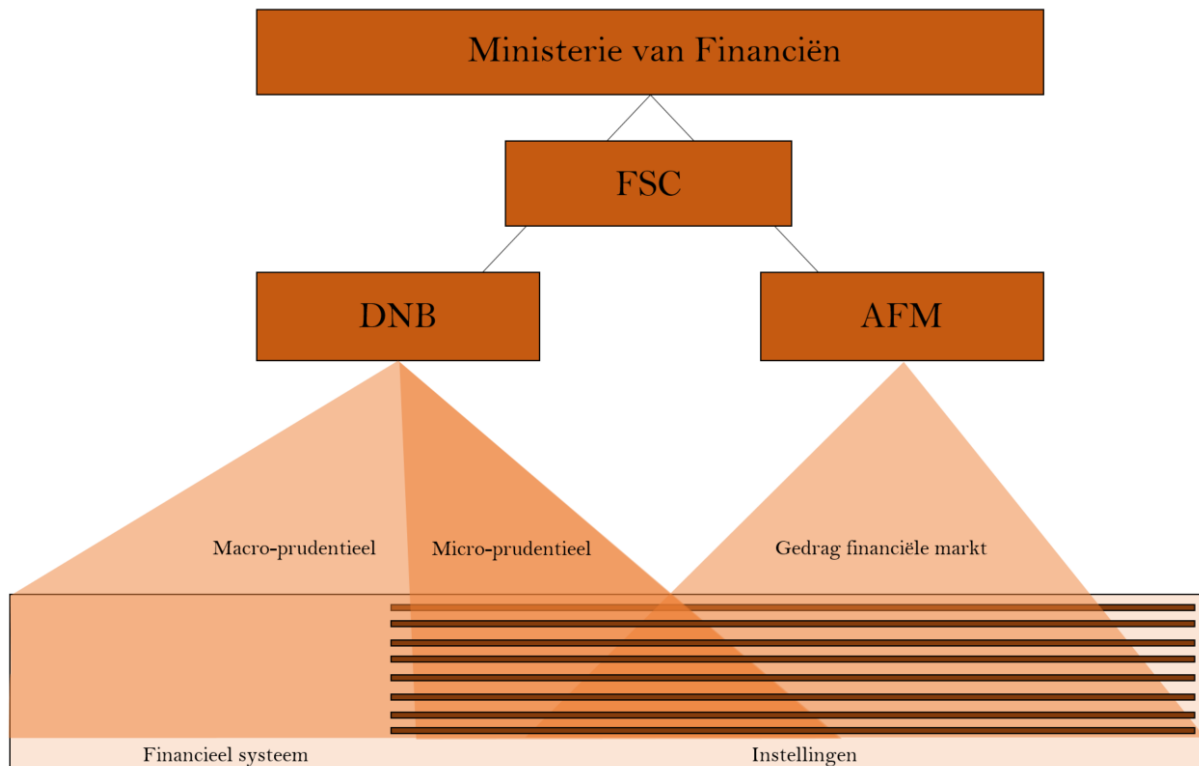 Ministerie van Financiën
FSC
DNB
AFM
Macro-prudentieel
Micro-prudentieel
Gedrag financiële markt
Financieel systeem
Instellingen